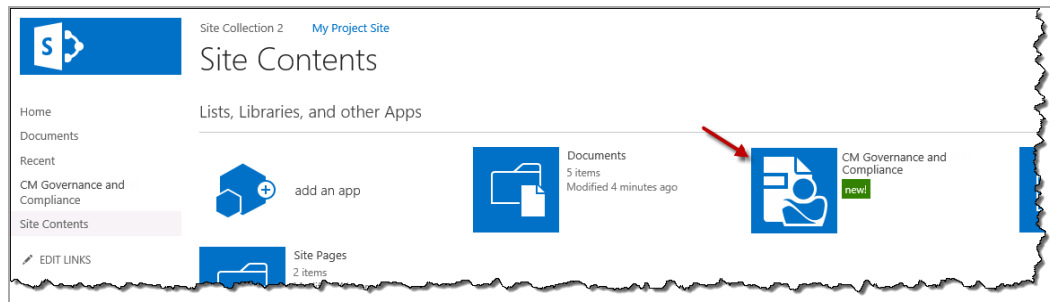 Site Collection 2 My Project Site
S
Site Contents
Home
Documents
Recent
CM Governance and
Compliance
Site Contents
EDIT LINKS
Lists, Libraries, and other Apps
add an app
Documents
5 items
Modified 4 minutes ago
CM Governance and
Compliance
new!
Site Pages
2 items